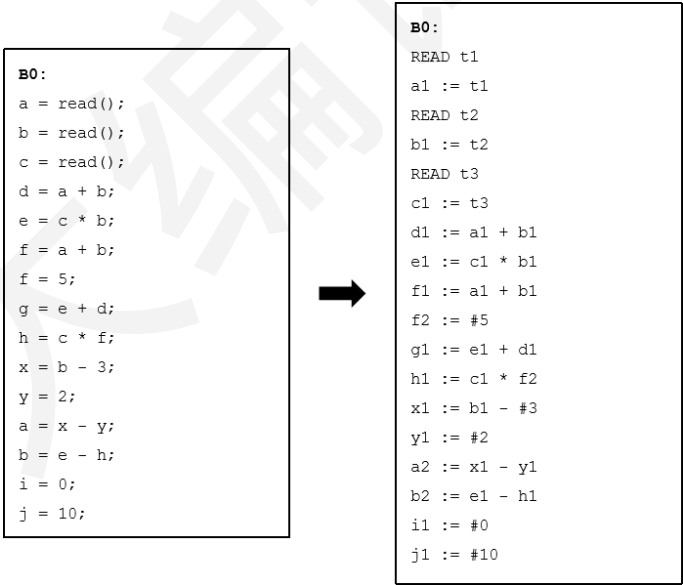 B0:
a = read();
b = read();
c = read();
d = a + b;
e = c * b;
f = a + b;
f = 5;
g = e + d;
h = c * f;
x = b - 3;
y = 2;
a = x - y;
b = e - h;
i = 0;
j = 10;
B0:
READ t1
a1 := t1
READ t2
b1 := t2
READ t3
c1 := t3
d1 := a1 + b1
e1 := c1 * b1
f1 := a1 + b1
f2 := #5
g1 := e1 + d1
h1 := c1 * f2
x1 := b1 - #3
y1 := #2
a2 := x1 - y1
b2 := e1 - h1
i1 := #0
j1 := #10